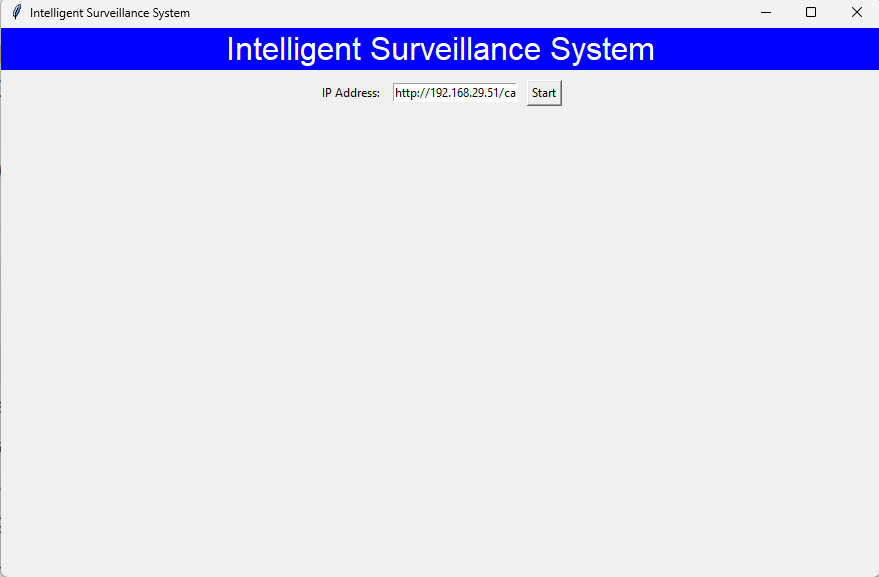 Intelligent Surveillance System
Intelligent Surveillance System
IP Address: http://192.168.29.51/ca Start